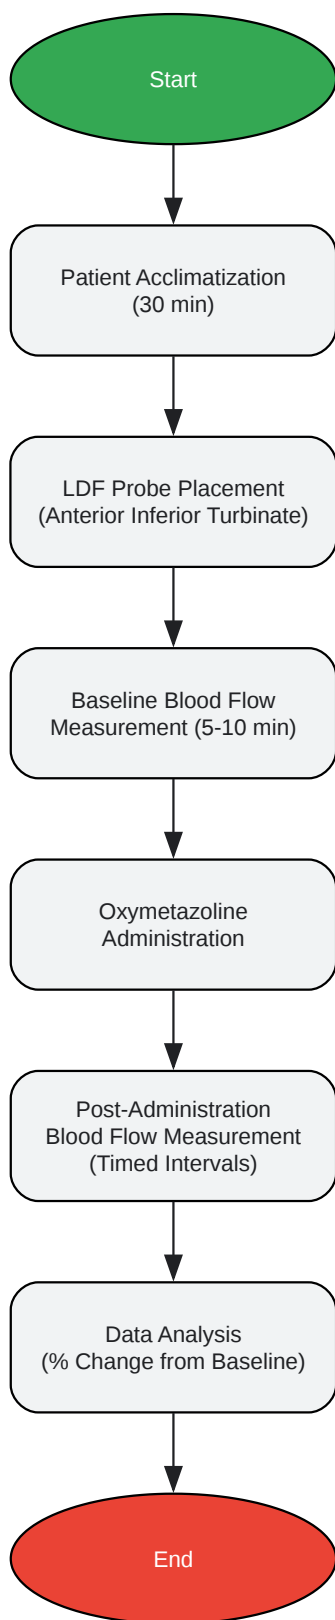 Start
Patient Acclimatization
(30 min)
LDF Probe Placement
(Anterior Inferior Turbinate)
Baseline Blood Flow
Measurement (5-10 min)
Oxymetazoline
Administration
Post-Administration
Blood Flow Measurement
(Timed Intervals)
Data Analysis
(% Change from Baseline)
End